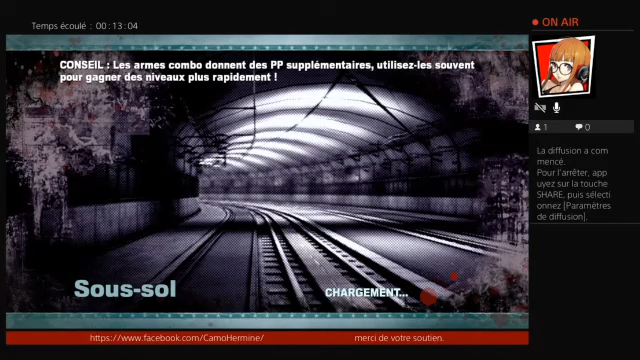 Temps écoulé : 00:13:04
ON AIR
CONSEIL : Les armes combo donnent des PP supplémentaires, utilisez-les souvent
pour gagner des niveaux plus rapidement !
1
0
La diffusion a com
mencé.
Pour l'arrêter, app
uyez sur la touche
SHARE, puis sélecti
onnez [Paramètres
de diffusion].
Sous-sol
CHARGEMENT...
https://www.facebook.com/CamoHermine/ merci de votre soutien.